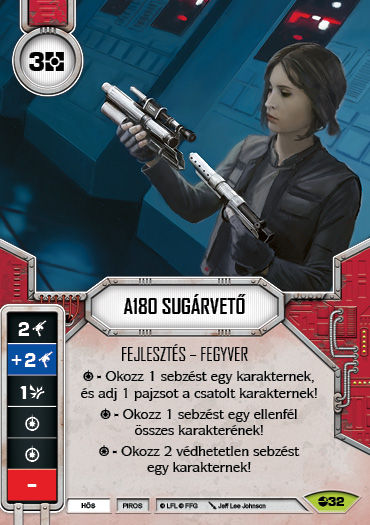 3
A180 SUGÁRVETŐ
FEJLESZTÉS – FEGYVER
2
+2
1
–
- Okozz 1 sebzést egy karakternek,
és adj 1 pajzsot a csatolt karakternek!
- Okozz 1 sebzést egy ellenfél
összes karakterének!
- Okozz 2 védhetetlen sebzést
egy karakternek!
HŐS
PIROS
© LFL © FFG
Jeff Lee Johnson
32